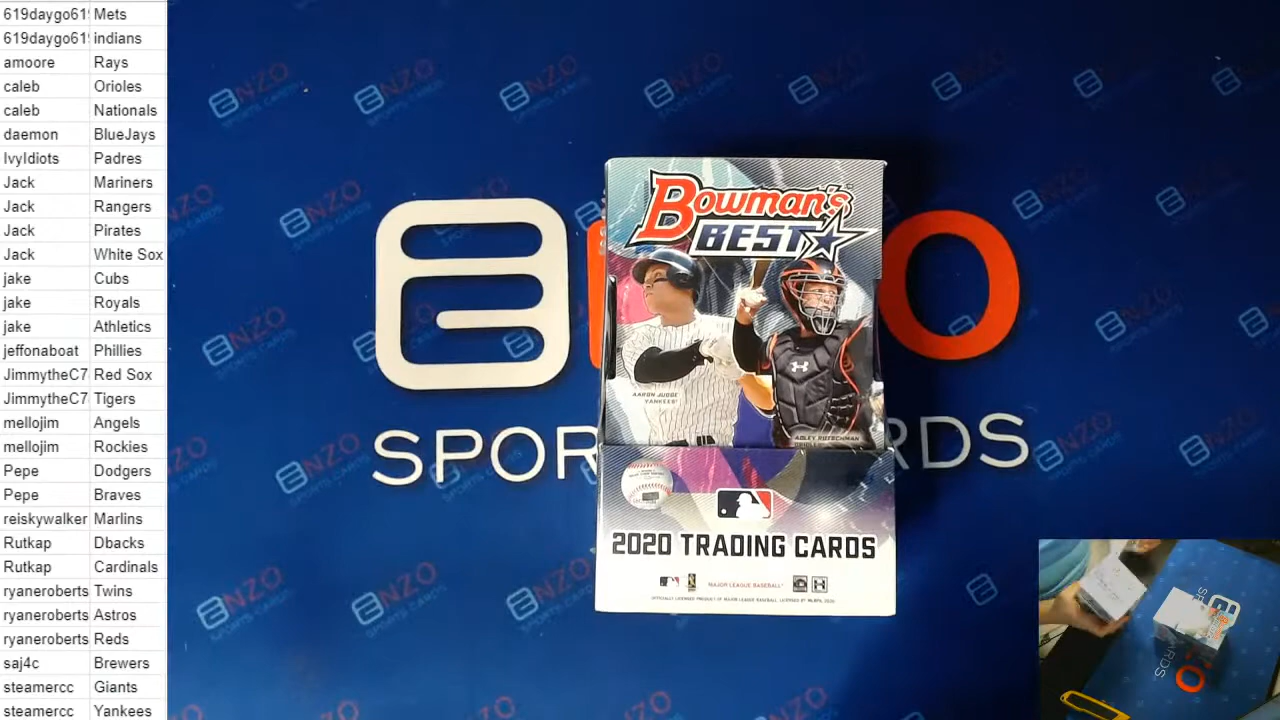 619daygo619 Mets
619daygo619 indians
amoore Rays
caleb Orioles
caleb Nationals
daemon BlueJays
IvyIdiots Padres
Jack Mariners
Jack Rangers
Jack Pirates
Jack White Sox
jake Cubs
jake Royals
jake Athletics
jeffonaboat Phillies
JimmytheC7 Red Sox
JimmytheC7 Tigers
mellojim Angels
mellojim Rockies
Pepe Dodgers
Pepe Braves
reiskywalker Marlins
Rutkap Dbacks
Rutkap Cardinals
ryaneroberts Twins
ryaneroberts Astros
ryaneroberts Reds
saj4c Brewers
steamercc Giants
steamercc Yankees
BOWMAN'S
BEST
AARON JUDGE
YANKEES
ADLEY RUTSCHMAN
2020 TRADING CARDS
MAJOR LEAGUE BASEBALL
SPOR RDS
ENZO
SPORTS CARDS